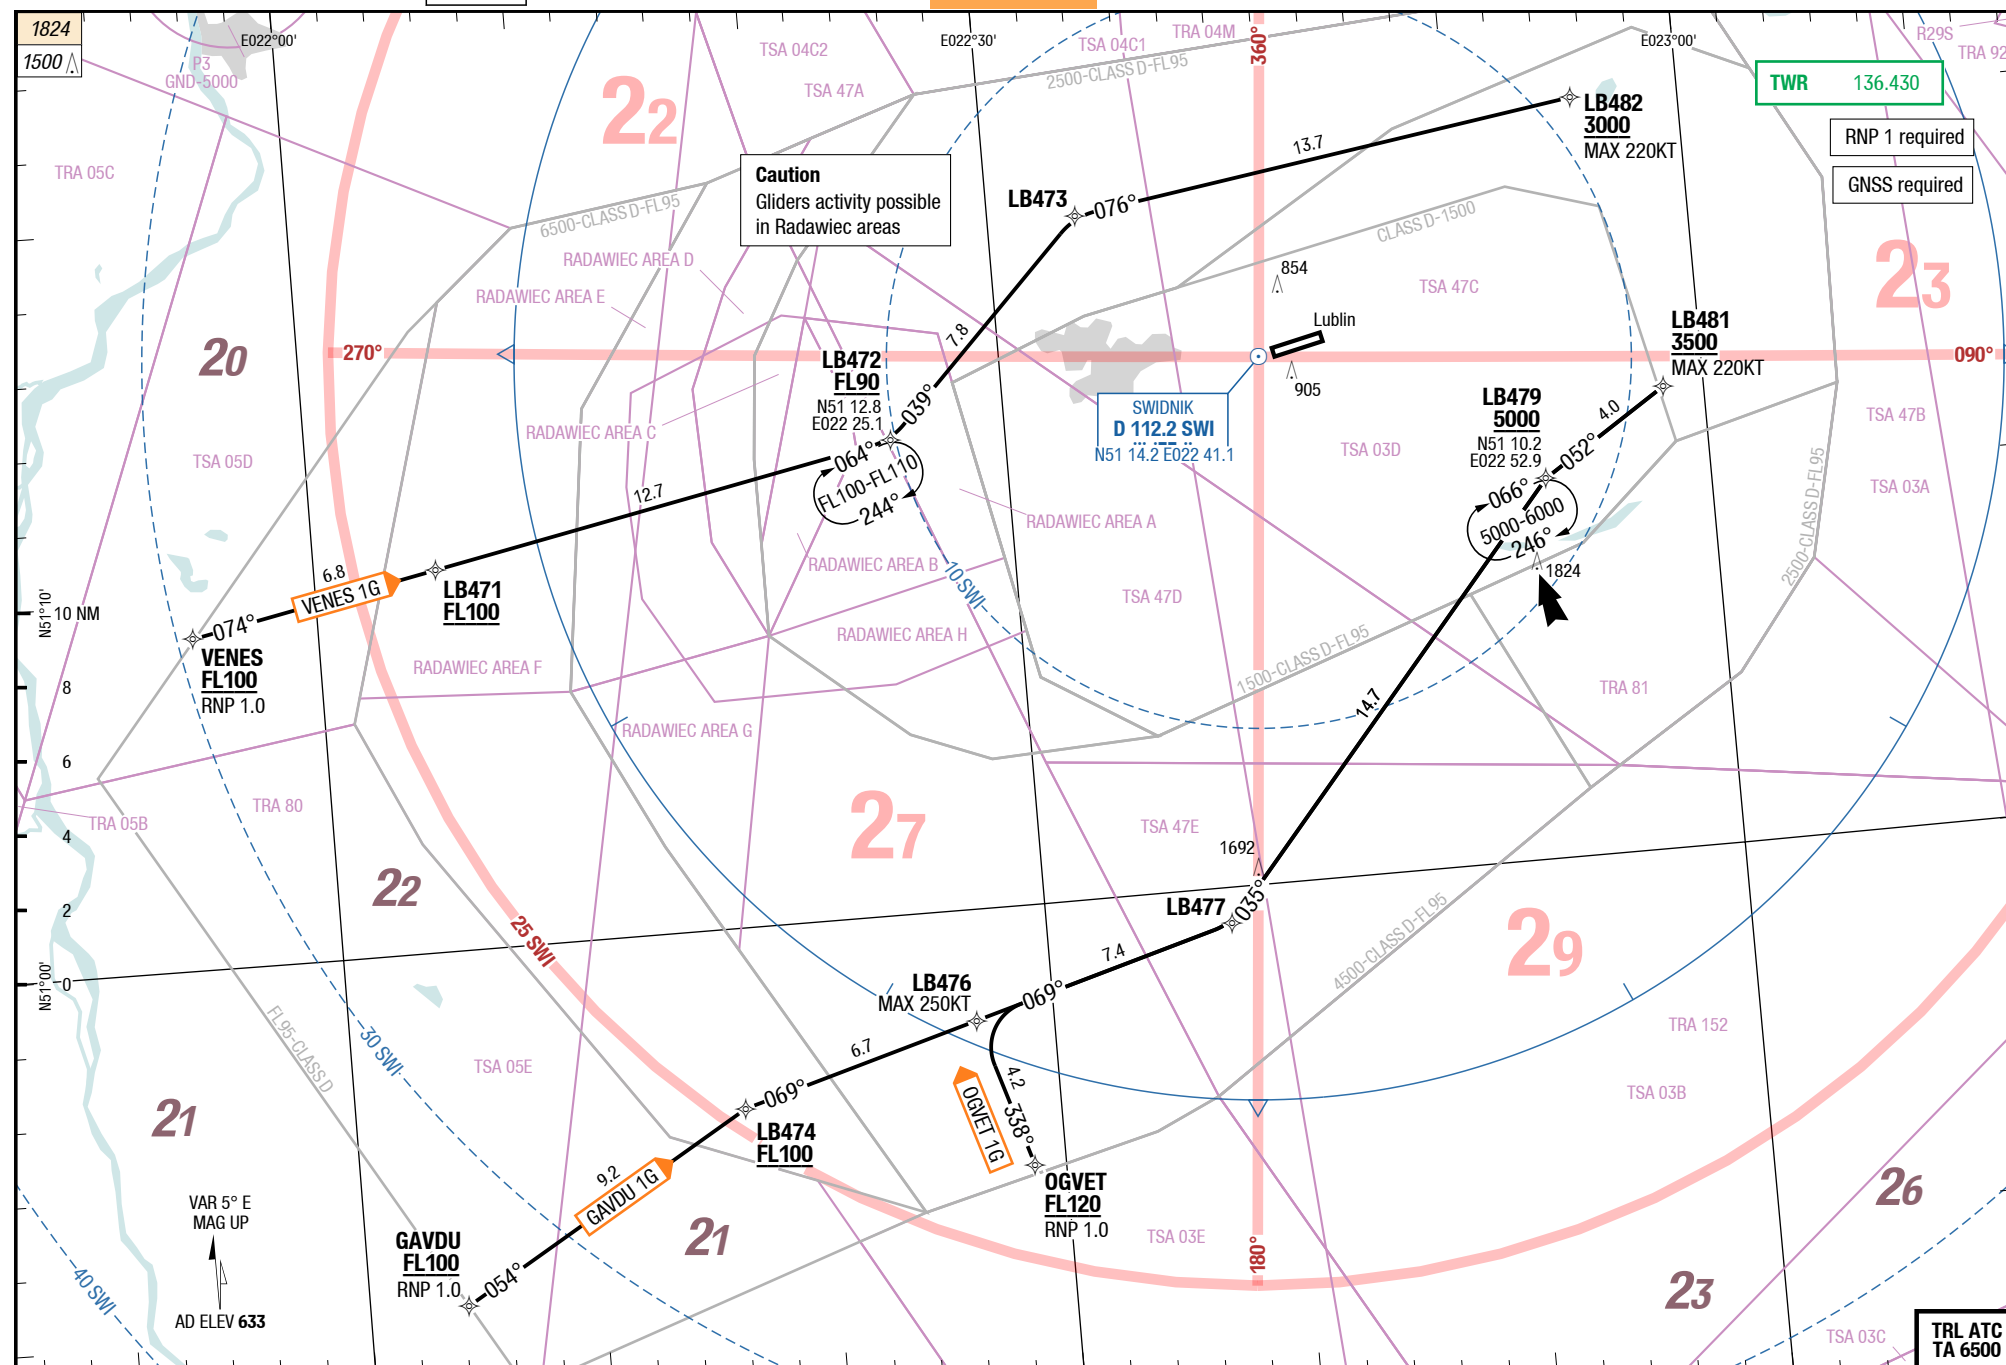 1824
1500
E022°00'
E022°30'
E023°00'
P3
GND-5000
TSA 04C2
TSA 47A
TSA 04C1
TRA 04M
R29S
TRA 92
2500-CLASS D-FL95
360°
TWR 136.430
RNP 1 required
GNSS required
22
LB482
3000
MAX 220KT
13.7
TRA 05C
Caution
Gliders activity possible
in Radawiec areas
LB473
076°
6500-CLASS D-FL95
CLASS D-1500
RADAWIEC AREA D
RADAWIEC AREA E
854
TSA 47C
23
Lublin
LB481
3500
MAX 220KT
20
270°
090°
7.8
LB472
FL90
N51 12.8
E022 25.1
039°
905
SWIDNIK
D 112.2 SWI
N51 14.2 E022 41.1
LB479
5000
N51 10.2
E022 52.9
4.0
052°
TSA 47B
RADAWIEC AREA C
TSA 03D
TSA 05D
064°
FL100-FL110
244°
12.7
066°
5000-6000
246°
1824
TSA 03A
2500-CLASS D-FL95
RADAWIEC AREA A
RADAWIEC AREA B
10 SWI
TSA 47D
6.8
VENES 1G
074°
LB471
FL100
N51°10'
10 NM
VENES
FL100
RNP 1.0
RADAWIEC AREA H
RADAWIEC AREA F
1500-CLASS D-FL95
8
TRA 81
14.7
RADAWIEC AREA G
6
TRA 80
TRA 05B
4
27
TSA 47E
1692
22
2
LB477
035°
25 SWI
7.4
29
4500-CLASS D-FL95
N51°00'
0
LB476
MAX 250KT
069°
FL95-CLASS D
30 SWI
6.7
TRA 152
TSA 05E
4.2
338°
OGVET 1G
069°
TSA 03B
21
LB474
FL100
9.2
GAVDU 1G
OGVET
FL120
RNP 1.0
26
VAR 5° E
MAG UP
AD ELEV 633
GAVDU
FL100
RNP 1.0
054°
21
TSA 03E
180°
40 SWI
23
TSA 03C
TRL ATC
TA 6500